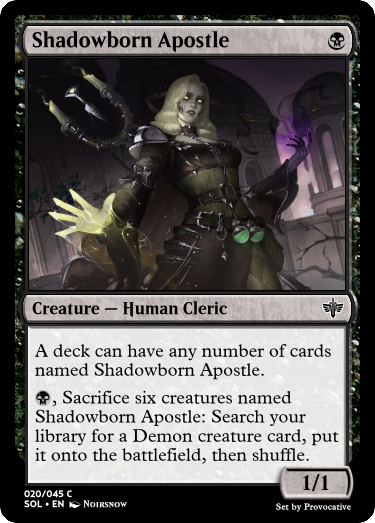 Shadowborn Apostle
Creature — Human Cleric
A deck can have any number of cards
named Shadowborn Apostle.
, Sacrifice six creatures named
Shadowborn Apostle: Search your
library for a Demon creature card, put
it onto the battlefield, then shuffle.
1/1
020/045 C
SOL • EN Noirsnow
Set by Provocative